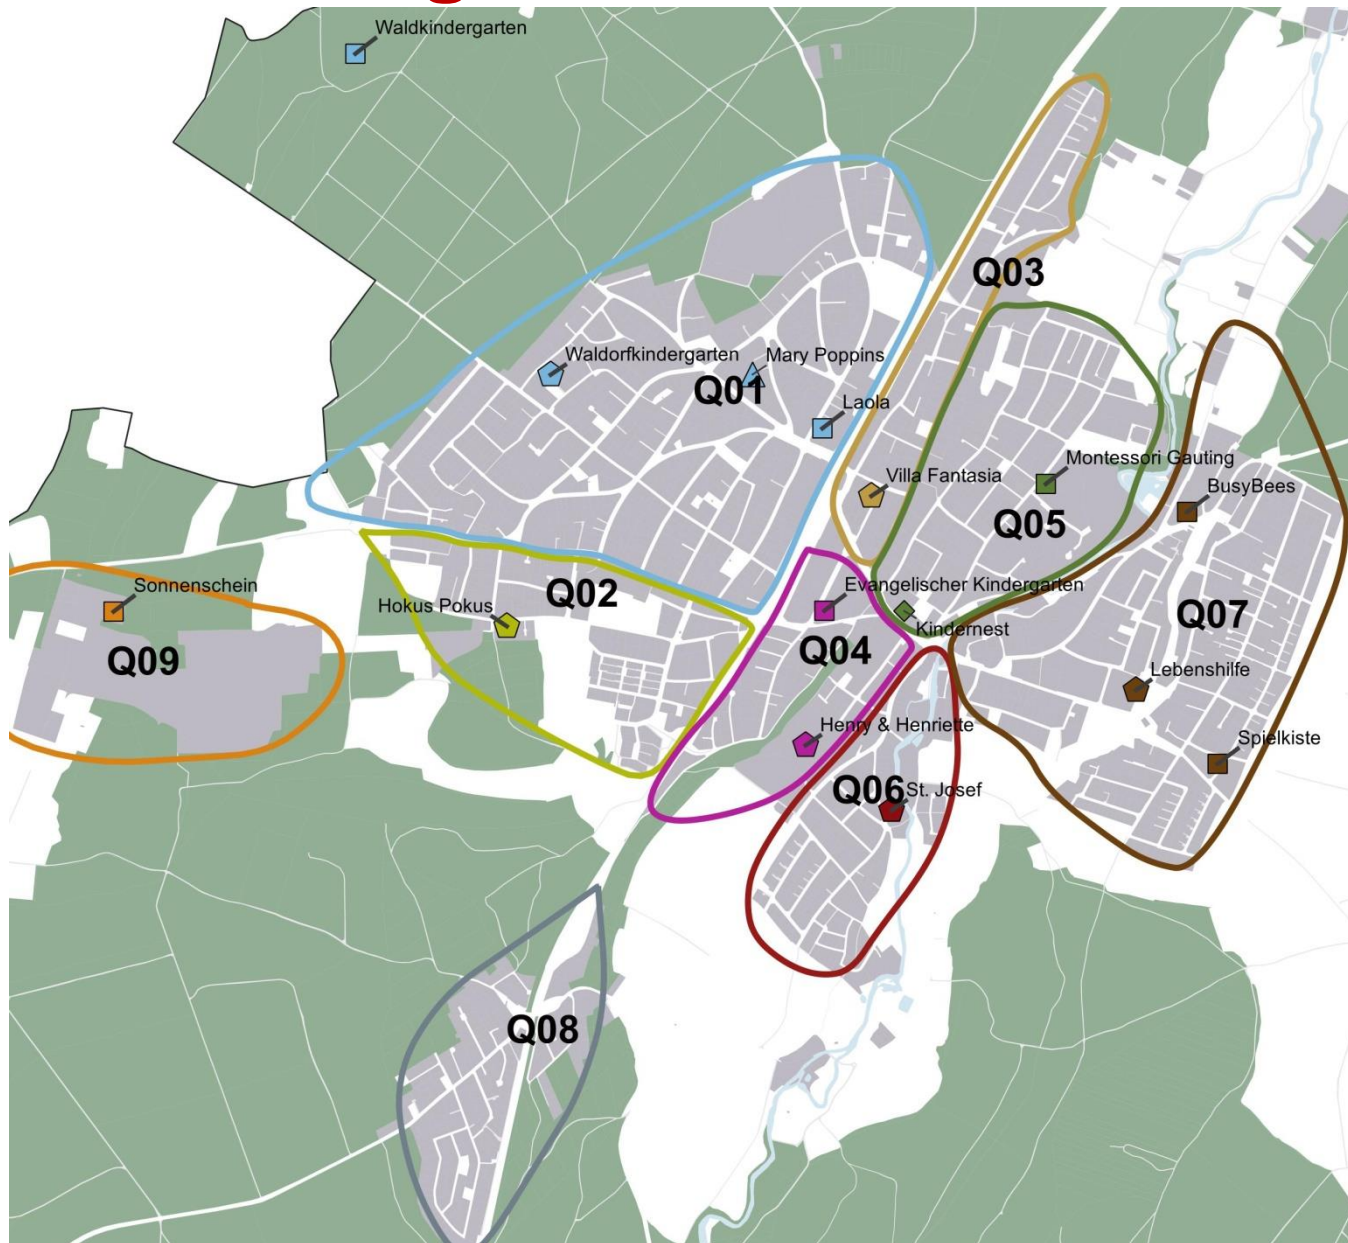 Waldkindergarten
Q03
Waldorfkindergarten
Mary Poppins
Q01
Laola
Villa Fantasia
Montessori Gauting
BusyBees
Q05
Sonnenschein
Hokus Pokus
Q02
Evangelischer Kindergarten
Kindernest
Q07
Q09
Q04
Lebenshilfe
Henry & Henriette
Spielkiste
Q06
St. Josef
Q08